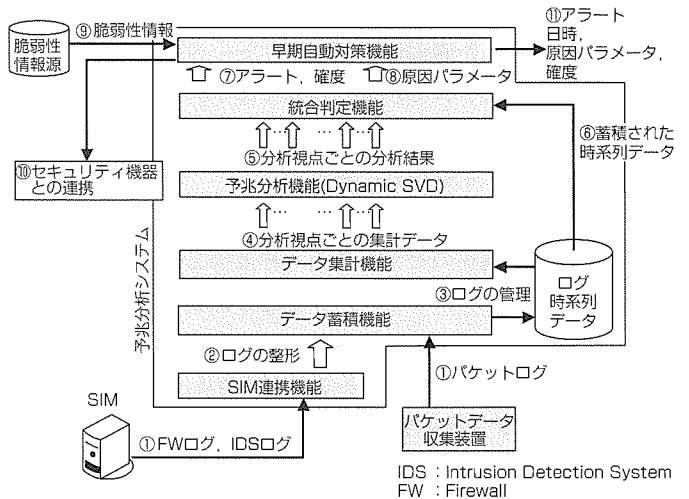 ⑨脆弱性情報
脆弱性
情報源
早期自動対策機能
⑪アラート
日時，
原因パラメータ，
確度
⑦アラート，確度
⑧原因パラメータ
統合判定機能
⑥蓄積された
時系列データ
⑤分析視点ごとの分析結果
⑩セキュリティ機器
との連携
予兆分析機能(Dynamic SVD)
④分析視点ごとの集計データ
データ集計機能
ログ
時系列
データ
③ログの管理
予兆分析システム
データ蓄積機能
②ログの整形
①パケットログ
SIM連携機能
SIM
パケットデータ
収集装置
①FWログ，IDSログ
IDS : Intrusion Detection System
FW : Firewall